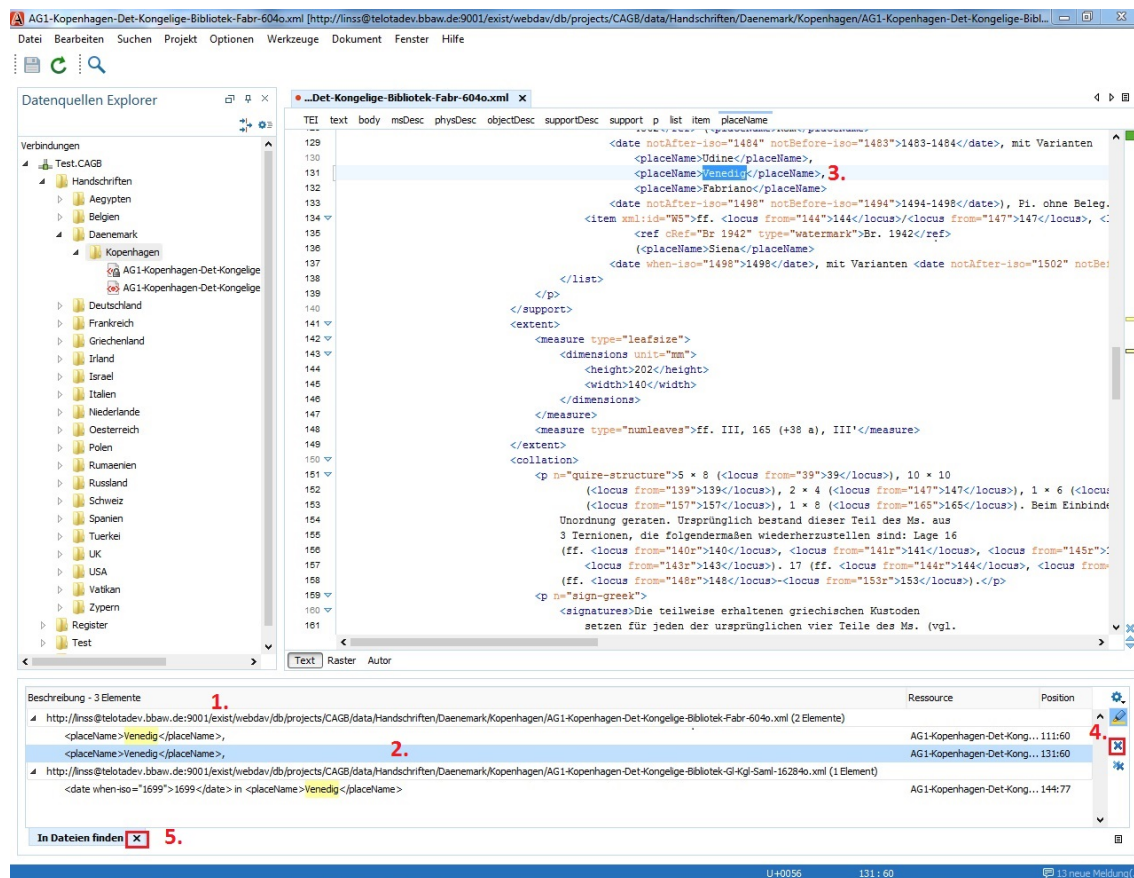 AG1-Kopenhagen-Det-Kongelige-Bibliotek-Fabr-604o.xml [http://linss@telotadev.bbaw.de:9001/exist/webdav/db/projects/CAGB/data/Handschriften/Daenemark/Kopenhagen/AG1-Kopenhagen-Det-Kongelige-Bibl...
Datei Bearbeiten Suchen Projekt Optionen Werkzeuge Dokument Fenster Hilfe
Datenquellen Explorer
Verbindungen
Test.CAGB
Handschriften
Aegypten
Belgien
Daenemark
Kopenhagen
AG1-Kopenhagen-Det-Kongelige
AG1-Kopenhagen-Det-Kongelige
Deutschland
Frankreich
Griechenland
Irland
Israel
Italien
Niederlande
Oesterreich
Polen
Rumaenien
Russland
Schweiz
Spanien
Tuerkei
UK
USA
Vatikan
Zypern
Register
Test
...Det-Kongelige-Bibliotek-Fabr-604o.xml x
TEI text body msDesc physDesc objectDesc supportDesc support p list item placeName
129 <date notAfter-iso="1484" notBefore-iso="1483">1483-1484</date>, mit Varianten
130 <placeName>Udine</placeName>,
131 <placeName>Venedig</placeName>, 3.
132 <placeName>Fabriano</placeName>
133 <date notAfter-iso="1498" notBefore-iso="1494">1494-1498</date>), Pi. ohne Beleg.
134 <item xml:id="W5">ff. <locus from="144">144</locus>/<locus from="147">147</locus>, <
135 <ref cRef="Br 1942" type="watermark">Br. 1942</ref>
136 (<placeName>Siena</placeName>
137 <date when-iso="1498">1498</date>, mit Varianten <date notAfter-iso="1502" notBe
138 </list>
139 </p>
140 </support>
141 <extent>
142 <measure type="leafsize">
143 <dimensions unit="mm">
144 <height>202</height>
145 <width>140</width>
146 </dimensions>
147 </measure>
148 <measure type="numleaves">ff. III, 165 (+38 a), III'</measure>
149 </extent>
150 <collation>
151 <p n="quire-structure">5 × 8 (<locus from="39">39</locus>), 10 × 10
152 (<locus from="139">139</locus>), 2 × 4 (<locus from="147">147</locus>), 1 × 6 (<locus
153 (<locus from="157">157</locus>), 1 × 8 (<locus from="165">165</locus>). Beim Einbinde
154 Unordnung geraten. Ursprünglich bestand dieser Teil des Ms. aus
155 3 Ternionen, die folgendermaßen wiederherzustellen sind: Lage 16
156 (ff. <locus from="140r">140</locus>, <locus from="141r">141</locus>, <locus from="145r">
157 <locus from="143r">143</locus>). 17 (ff. <locus from="144r">144</locus>, <locus from=
158 (ff. <locus from="148r">148</locus>-<locus from="153r">153</locus>).</p>
159 <p n="sign-greek">
160 <signatures>Die teilweise erhaltenen griechischen Kustoden
161 setzen für jeden der ursprünglichen vier Teile des Ms. (vgl.
Text Raster Autor
Beschreibung - 3 Elemente 1. Ressource Position
http://linss@telotadev.bbaw.de:9001/exist/webdav/db/projects/CAGB/data/Handschriften/Daenemark/Kopenhagen/AG1-Kopenhagen-Det-Kongelige-Bibliotek-Fabr-604o.xml (2 Elemente)
<placeName>Venedig</placeName>, AG1-Kopenhagen-Det-Kong... 111:60
4.
<placeName>Venedig</placeName>, 2. AG1-Kopenhagen-Det-Kong... 131:60
http://linss@telotadev.bbaw.de:9001/exist/webdav/db/projects/CAGB/data/Handschriften/Daenemark/Kopenhagen/AG1-Kopenhagen-Det-Kongelige-Bibliotek-Gl-Kgl-Saml-16284o.xml (1 Element)
<date when-iso="1699">1699</date> in <placeName>Venedig</placeName> AG1-Kopenhagen-Det-Kong... 144:77
In Dateien finden x 5.
U+0056 131 : 60 13 neue Meldung(